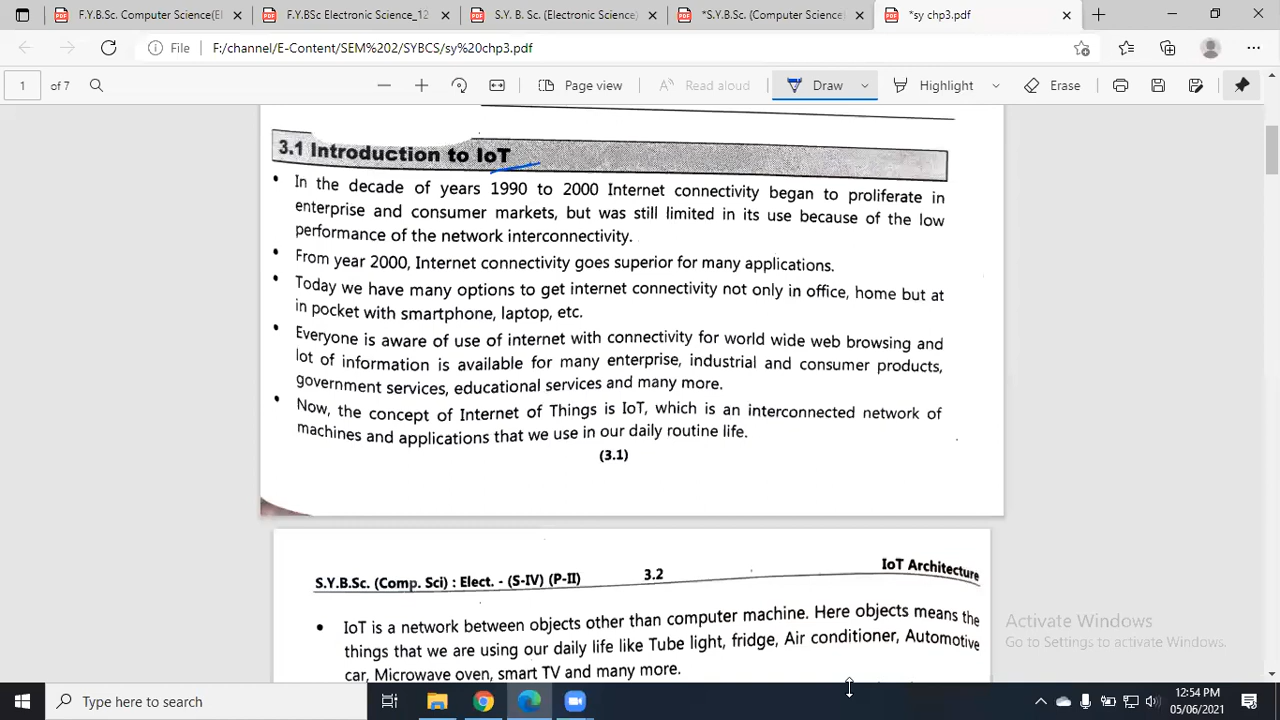 F.Y.B.Sc. Computer Science(El
F.Y.BSc Electronic Science_12
S.Y. B. Sc. (Electronic Science)
*S.Y.B.Sc. (Computer Science
*sy chp3.pdf
File F:/channel/E-Content/SEM%202/SYBCS/sy%20chp3.pdf
1 of 7 Page view Read aloud Draw Highlight Erase
3.1 Introduction to IoT
• In the decade of years 1990 to 2000 Internet connectivity began to proliferate in
enterprise and consumer markets, but was still limited in its use because of the low
performance of the network interconnectivity.
• From year 2000, Internet connectivity goes superior for many applications.
• Today we have many options to get internet connectivity not only in office, home but at
in pocket with smartphone, laptop, etc.
• Everyone is aware of use of internet with connectivity for world wide web browsing and
lot of information is available for many enterprise, industrial and consumer products,
government services, educational services and many more.
• Now, the concept of Internet of Things is IoT, which is an interconnected network of
machines and applications that we use in our daily routine life.
(3.1)
S.Y.B.Sc. (Comp. Sci) : Elect. - (S-IV) (P-II) 3.2 IoT Architecture
• IoT is a network between objects other than computer machine. Here objects means the
things that we are using our daily life like Tube light, fridge, Air conditioner, Automotive
car, Microwave oven, smart TV and many more.
Activate Windows
Go to Settings to activate Windows.
Type here to search
12:54 PM
05/06/2021